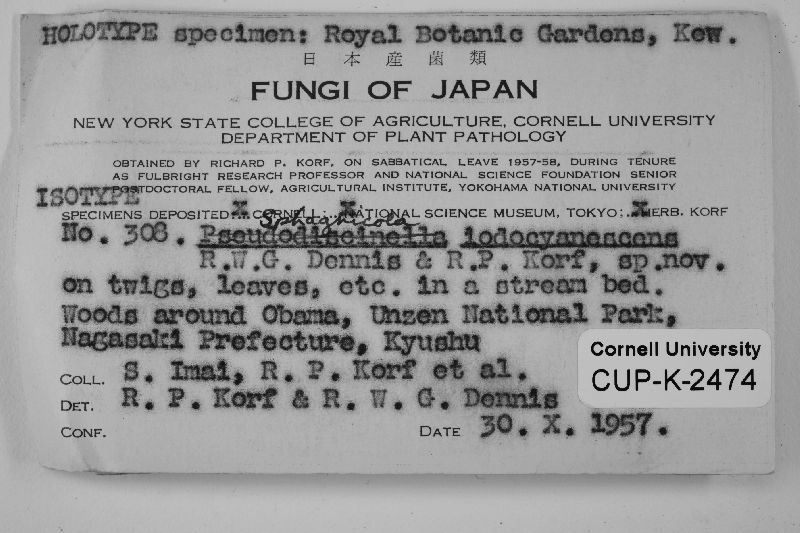 HOLOTYPE specimen: Royal Botanic Gardens, Kew.
日本産菌類
FUNGI OF JAPAN
NEW YORK STATE COLLEGE OF AGRICULTURE, CORNELL UNIVERSITY
DEPARTMENT OF PLANT PATHOLOGY
OBTAINED BY RICHARD P. KORF, ON SABBATICAL LEAVE 1957-58, DURING TENURE
AS FULBRIGHT RESEARCH PROFESSOR AND NATIONAL SCIENCE FOUNDATION SENIOR
POSTDOCTORAL FELLOW, AGRICULTURAL INSTITUTE, YOKOHAMA NATIONAL UNIVERSITY
ISOTYPE
SPECIMENS DEPOSITED: X CORNELL; X NATIONAL SCIENCE MUSEUM, TOKYO; X HERB. KORF
Sphagnicola
No. 308. Pseudodiscinella iodocyanescens
R.W.G. Dennis & R.P. Korf, sp.nov.
on twigs, leaves, etc. in a stream bed.
Woods around Obama, Unzen National Park,
Nagasaki Prefecture, Kyushu
Cornell University
CUP-K-2474
COLL. S. Imai, R. P. Korf et al.
DET. R. P. Korf & R. W. G. Dennis
CONF. DATE 30. X. 1957.